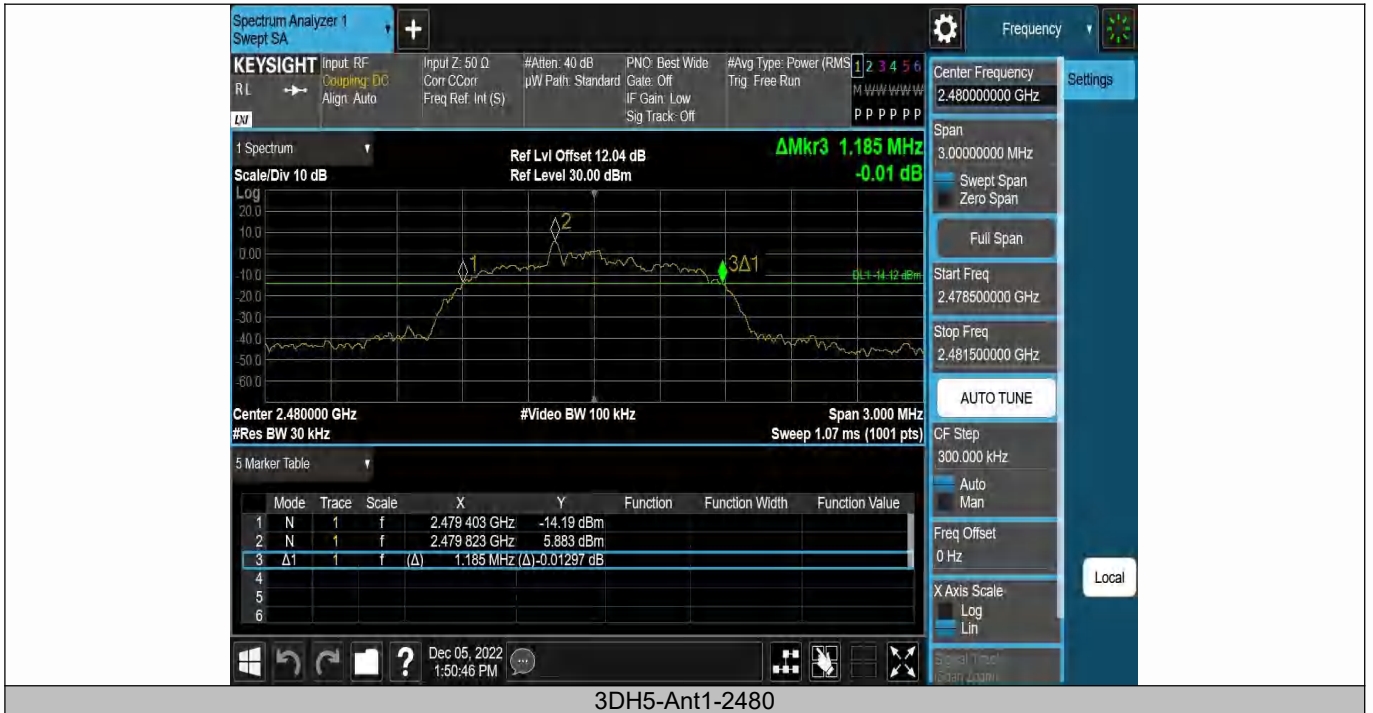 Spectrum Analyzer 1
Swept SA
+
Frequency
KEYSIGHT
RL
LXI
Input: RF
Coupling: DC
Align: Auto
Input Z: 50 Ω
Corr CCorr
Freq Ref: Int (S)
#Atten: 40 dB
µW Path: Standard
PNO: Best Wide
Gate: Off
IF Gain: Low
Sig Track: Off
#Avg Type: Power (RMS
Trig: Free Run
1 2 3 4 5 6
M W W W W W
P P P P P P
Center Frequency
2.480000000 GHz
Settings
1 Spectrum
Scale/Div 10 dB
Ref Lvl Offset 12.04 dB
Ref Level 30.00 dBm
ΔMkr3 1.185 MHz
-0.01 dB
Span
3.00000000 MHz
Swept Span
Zero Span
Full Span
Start Freq
2.478500000 GHz
Stop Freq
2.481500000 GHz
AUTO TUNE
CF Step
300.000 kHz
Auto
Man
Freq Offset
0 Hz
X Axis Scale
Log
Lin
Signal Track
(Span Zoom)
Local
Log
20.0
10.0
0.00
-10.0
-20.0
-30.0
-40.0
-50.0
-60.0
1
2
3Δ1
DL1 -14.12 dBm
Center 2.480000 GHz
#Video BW 100 kHz
Span 3.000 MHz
#Res BW 30 kHz
Sweep 1.07 ms (1001 pts)
5 Marker Table
Mode Trace Scale X Y Function Function Width Function Value
1 N 1 f 2.479 403 GHz -14.19 dBm
2 N 1 f 2.479 823 GHz 5.883 dBm
3 Δ1 1 f (Δ) 1.185 MHz (Δ) -0.01297 dB
4
5
6
?
Dec 05, 2022
1:50:46 PM
3DH5-Ant1-2480